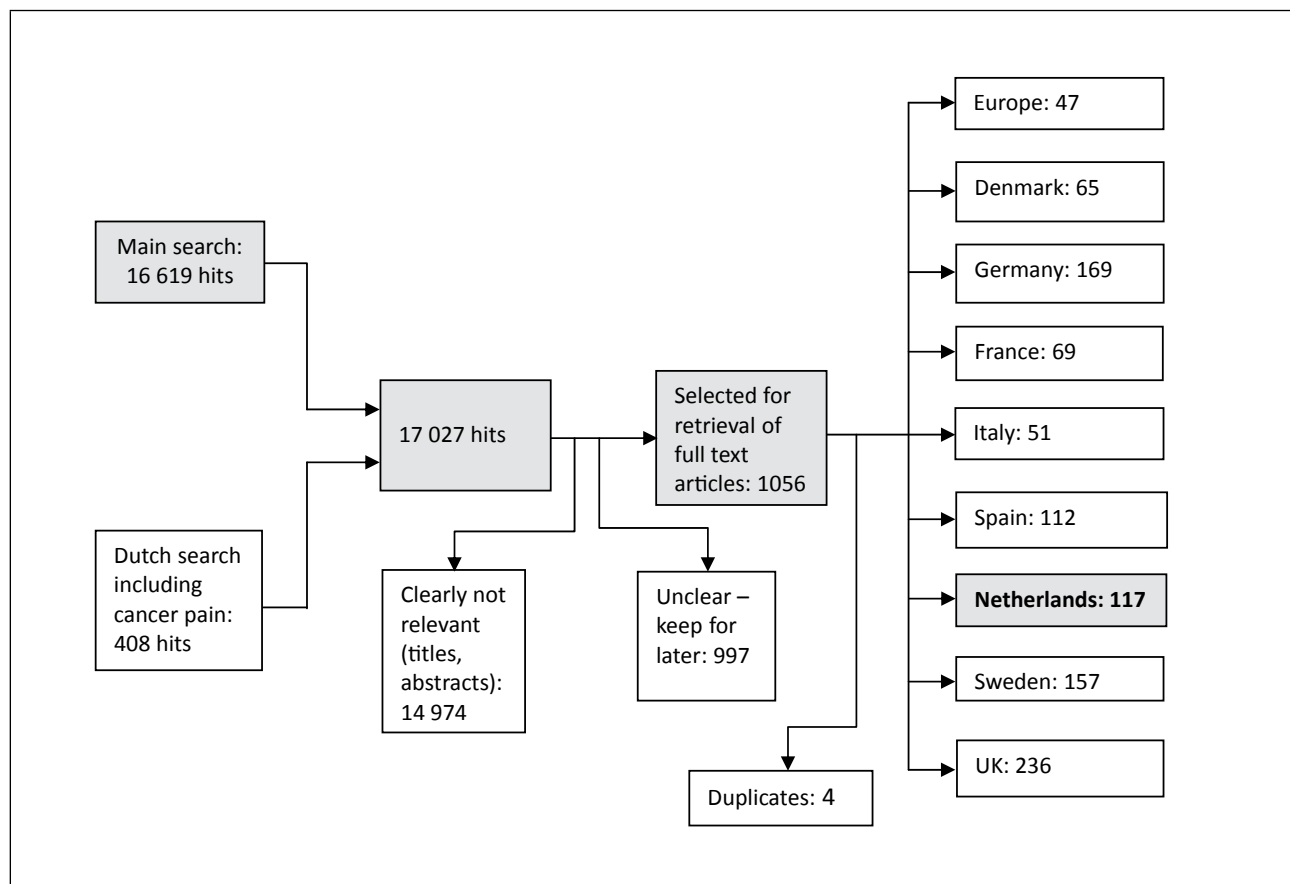 Main search:
16 619 hits
Dutch search
including
cancer pain:
408 hits
17 027 hits
Clearly not
relevant
(titles,
abstracts):
14 974
Unclear –
keep for
later: 997
Selected for
retrieval of
full text
articles: 1056
Duplicates: 4
Europe: 47
Denmark: 65
Germany: 169
France: 69
Italy: 51
Spain: 112
Netherlands: 117
Sweden: 157
UK: 236